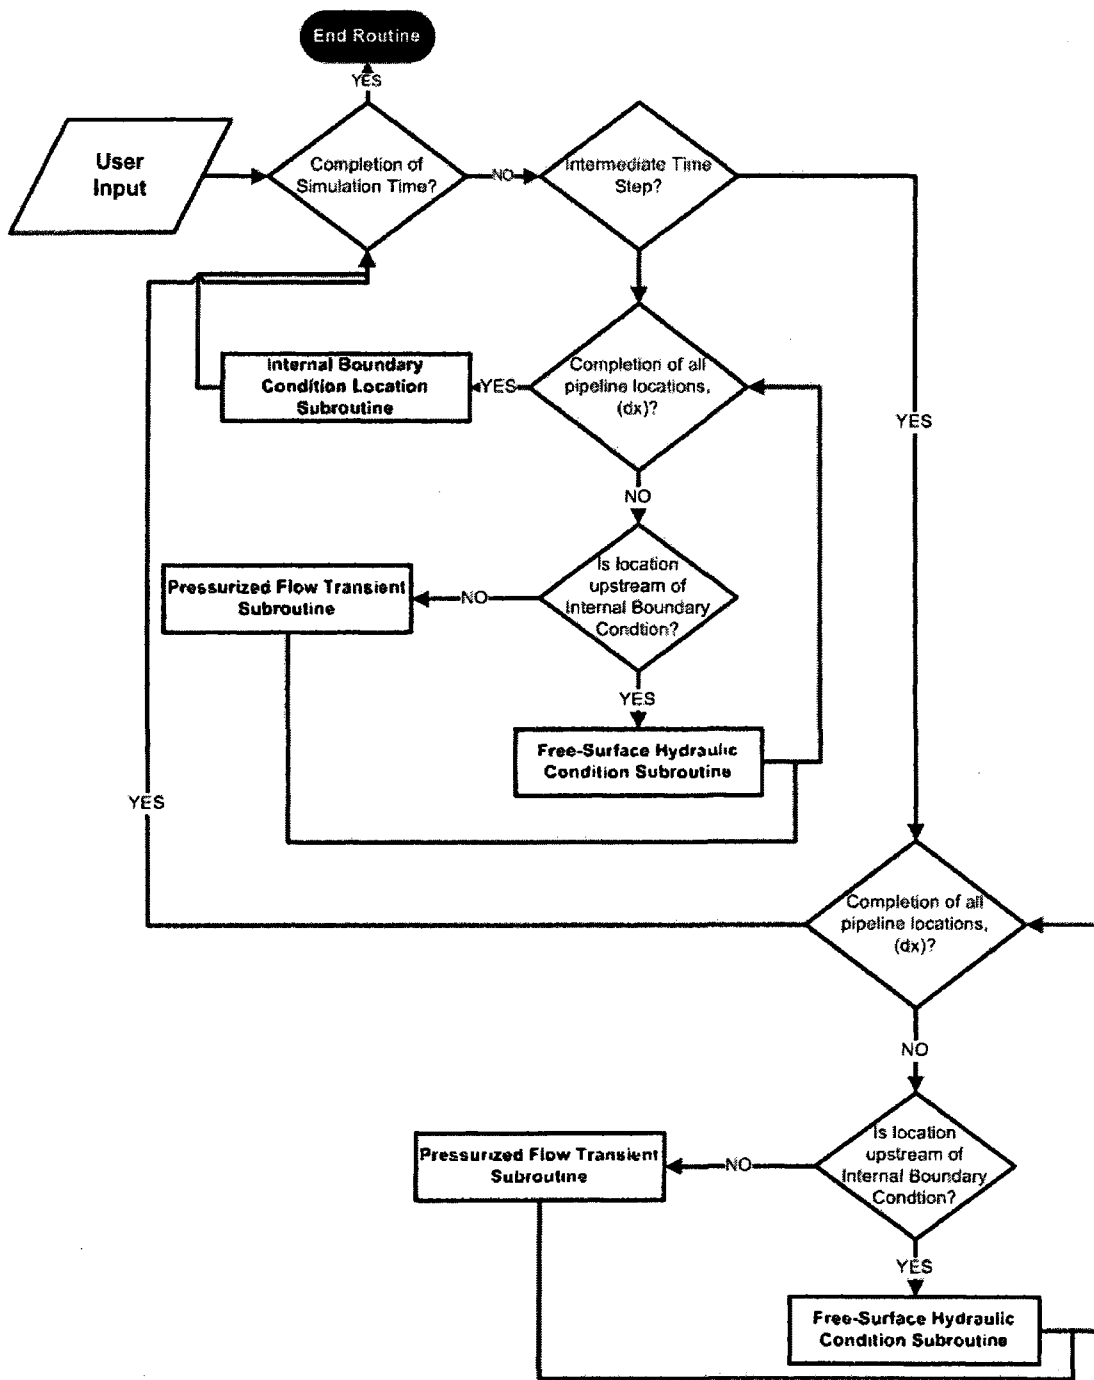 End Routine
YES
User
Input
Completion of
Simulation Time?
NO
Intermediate Time
Step?
Internal Boundary
Condition Location
Subroutine
YES
Completion of all
pipeline locations,
(dx)?
YES
NO
Pressurized Flow Transient
Subroutine
NO
Is location
upstream of
Internal Boundary
Condtion?
YES
Free-Surface Hydraulic
Condition Subroutine
YES
Completion of all
pipeline locations,
(dx)?
NO
Pressurized Flow Transient
Subroutine
NO
Is location
upstream of
Internal Boundary
Condtion?
YES
Free-Surface Hydraulic
Condition Subroutine